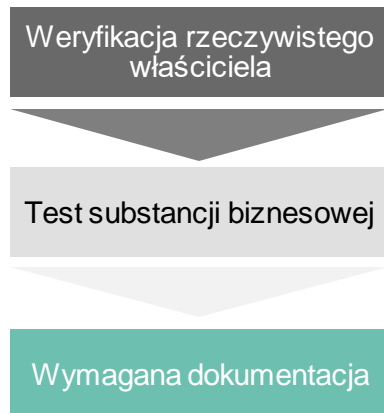 Weryfikacja rzeczywistego
właściciela
Test substancji biznesowej
Wymagana dokumentacja